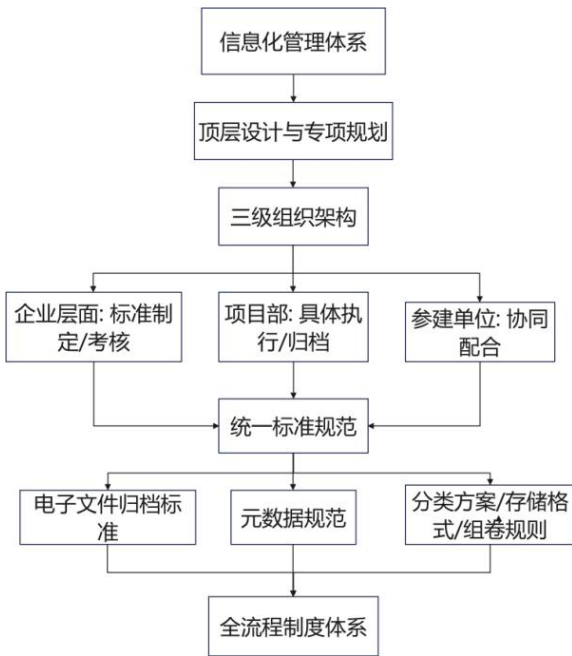 信息化管理体系
顶层设计与专项规划
三级组织架构
企业层面: 标准制
定/考核
项目部: 具体执
行/归档
参建单位: 协同
配合
统一标准规范
电子文件归档标
准
元数据规范
分类方案/存储格
式/组卷规则
全流程制度体系